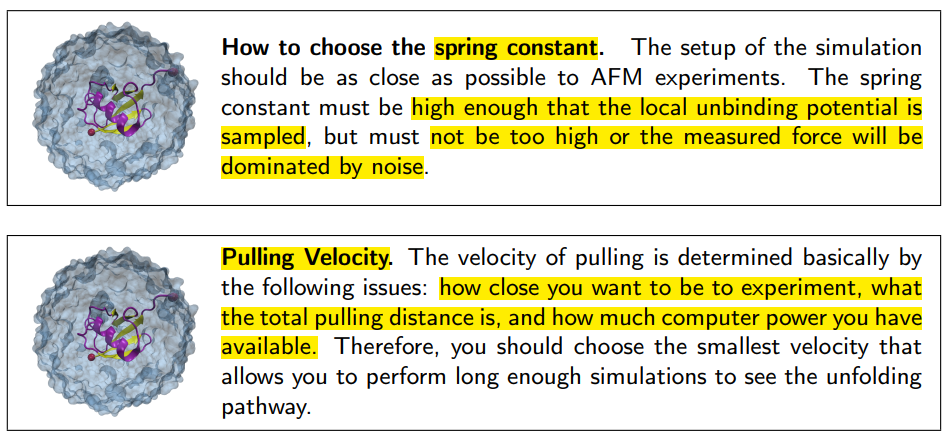 How to choose the spring constant. The setup of the simulation
should be as close as possible to AFM experiments. The spring
constant must be high enough that the local unbinding potential is
sampled, but must not be too high or the measured force will be
dominated by noise.
Pulling Velocity. The velocity of pulling is determined basically by
the following issues: how close you want to be to experiment, what
the total pulling distance is, and how much computer power you have
available. Therefore, you should choose the smallest velocity that
allows you to perform long enough simulations to see the unfolding
pathway.